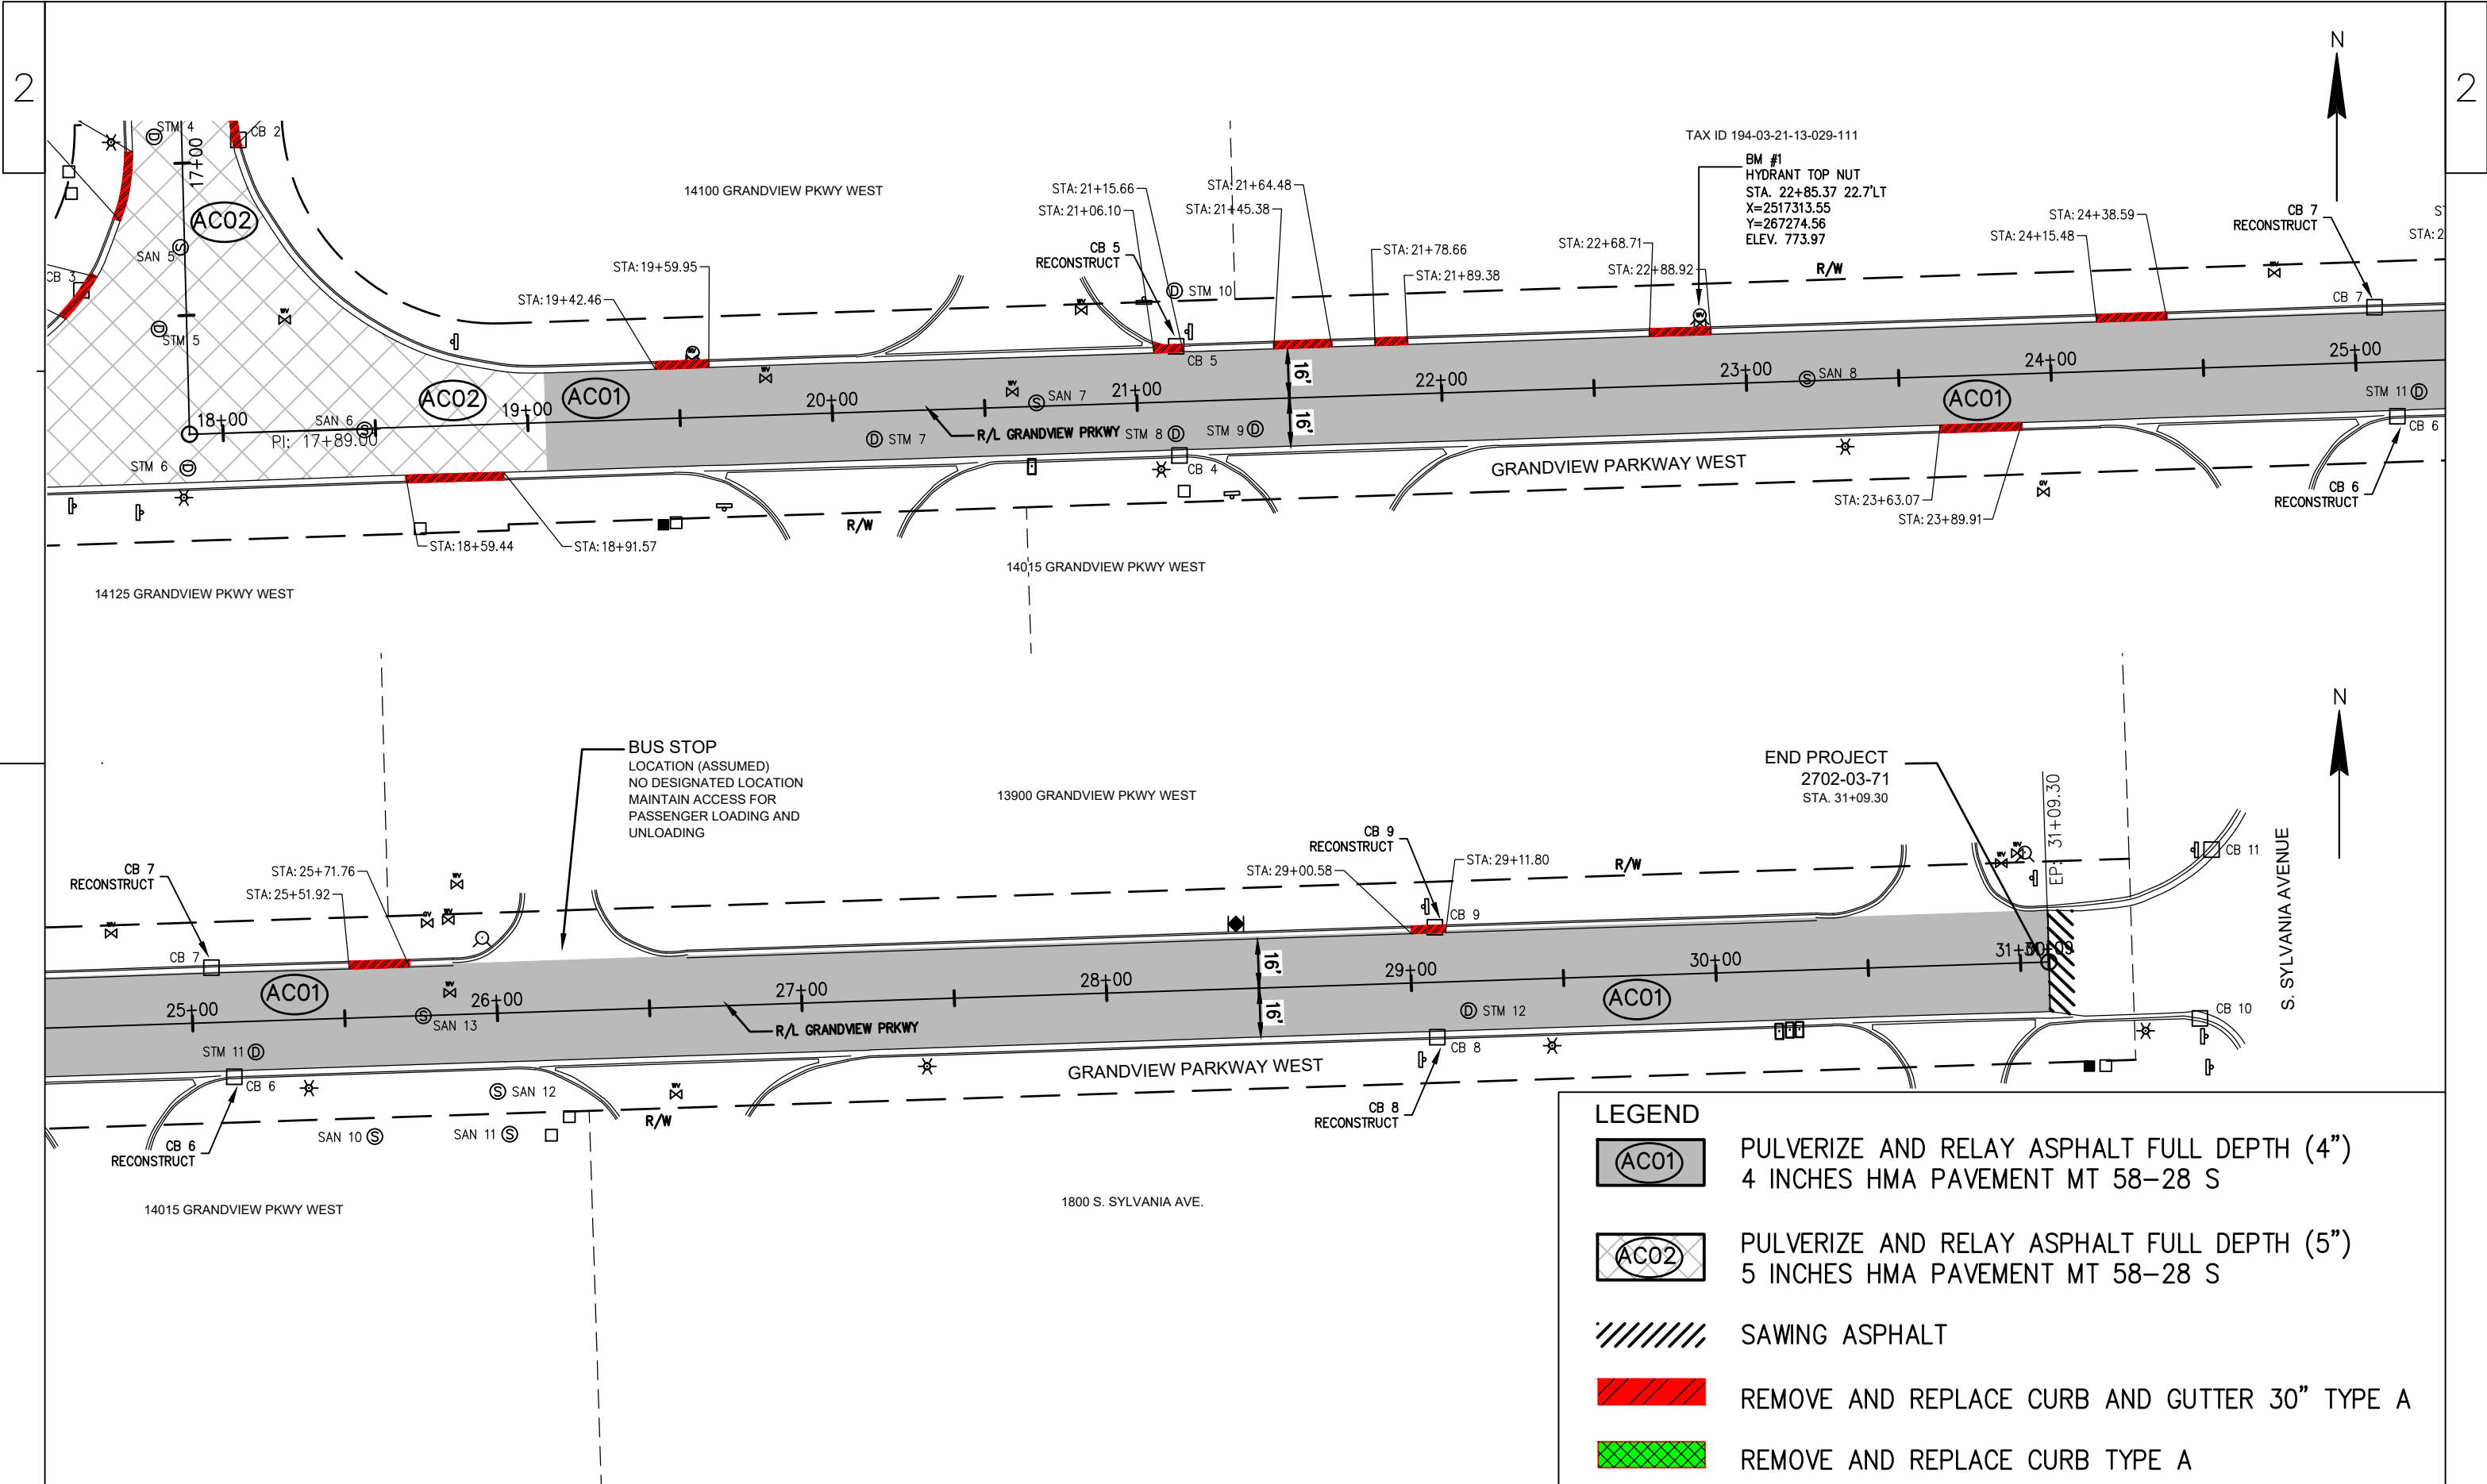 2
2
N
TAX ID 194-03-21-13-029-111
BM #1
HYDRANT TOP NUT
STA. 22+85.37 22.7'LT
X=2517313.55
Y=267274.56
ELEV. 773.97
STM 4
CB 2
17+00
AC02
SAN 5
CB 3
STM 5
14100 GRANDVIEW PKWY WEST
STA: 21+15.66
STA: 21+06.10
STA: 21+64.48
STA: 21+45.38
CB 5
RECONSTRUCT
STA: 21+78.66
STA: 21+89.38
STA: 22+68.71
STA: 22+88.92
R/W
STA: 24+38.59
STA: 24+15.48
CB 7
RECONSTRUCT
STA: 19+59.95
STA: 19+42.46
STM 10
CB 7
CB 5
AC02
AC01
18+00
19+00
20+00
21+00
22+00
23+00
24+00
25+00
16'
16'
SAN 6
PI: 17+89.00
SAN 7
SAN 8
AC01
STM 11
CB 6
STM 6
STM 7
R/L GRANDVIEW PRKWY
STM 8
STM 9
CB 4
GRANDVIEW PARKWAY WEST
CB 6
RECONSTRUCT
STA: 23+63.07
STA: 23+89.91
R/W
STA: 18+59.44
STA: 18+91.57
14015 GRANDVIEW PKWY WEST
14125 GRANDVIEW PKWY WEST
N
BUS STOP
LOCATION (ASSUMED)
NO DESIGNATED LOCATION
MAINTAIN ACCESS FOR
PASSENGER LOADING AND
UNLOADING
13900 GRANDVIEW PKWY WEST
END PROJECT
2702-03-71
STA. 31+09.30
EP: 31+09.30
S. SYLVANIA AVENUE
CB 7
RECONSTRUCT
STA: 25+71.76
STA: 25+51.92
CB 9
RECONSTRUCT
STA: 29+00.58
STA: 29+11.80
R/W
CB 11
CB 9
CB 7
AC01
25+00
26+00
27+00
28+00
29+00
30+00
16'
16'
AC01
SAN 13
R/L GRANDVIEW PRKWY
STM 12
CB 10
STM 11
CB 6
SAN 12
CB 8
GRANDVIEW PARKWAY WEST
SAN 10
SAN 11
R/W
CB 6
RECONSTRUCT
CB 8
RECONSTRUCT
14015 GRANDVIEW PKWY WEST
1800 S. SYLVANIA AVE.
LEGEND
AC01
PULVERIZE AND RELAY ASPHALT FULL DEPTH (4")
4 INCHES HMA PAVEMENT MT 58-28 S
AC02
PULVERIZE AND RELAY ASPHALT FULL DEPTH (5")
5 INCHES HMA PAVEMENT MT 58-28 S
SAWING ASPHALT
REMOVE AND REPLACE CURB AND GUTTER 30" TYPE A
REMOVE AND REPLACE CURB TYPE A